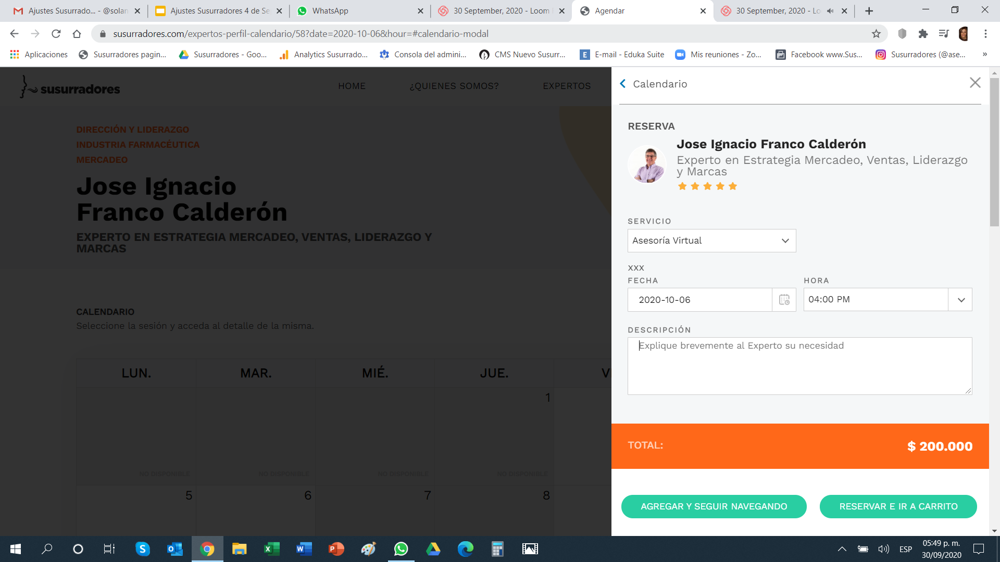 Ajustes Susurrado... - @solan
Ajustes Susurradores 4 de Se
WhatsApp
30 September, 2020 - Loom
Agendar
30 September, 2020 - Lo
susurradores.com/expertos-perfil-calendario/58?date=2020-10-06&hour=#calendario-modal
Aplicaciones
Susurradores pagin...
Susurradores - Goo...
Analytics Susurrado...
Consola del admini...
CMS Nuevo Susurr...
E-mail - Eduka Suite
Mis reuniones - Zo...
Facebook www.Sus...
Susurradores (@ase...
»
susurradores
HOME
¿QUIENES SOMOS?
EXPERTOS
DIRECCIÓN Y LIDERAZGO
INDUSTRIA FARMACÉUTICA
MERCADEO
Jose Ignacio
Franco Calderón
EXPERTO EN ESTRATEGIA MERCADEO, VENTAS, LIDERAZGO Y
MARCAS
CALENDARIO
Seleccione la sesión y acceda al detalle de la misma.
LUN.
MAR.
MIÉ.
JUE.
V
1
NO DISPONIBLE
NO DISPONIBLE
NO DISPONIBLE
NO DISPONIBLE
5
6
7
8
Calendario
RESERVA
Jose Ignacio Franco Calderón
Experto en Estrategia Mercadeo, Ventas, Liderazgo
y Marcas
SERVICIO
Asesoría Virtual
XXX
FECHA
HORA
2020-10-06
04:00 PM
DESCRIPCIÓN
Explique brevemente al Experto su necesidad
TOTAL:
$ 200.000
AGREGAR Y SEGUIR NAVEGANDO
RESERVAR E IR A CARRITO
ESP
05:49 p. m.
30/09/2020